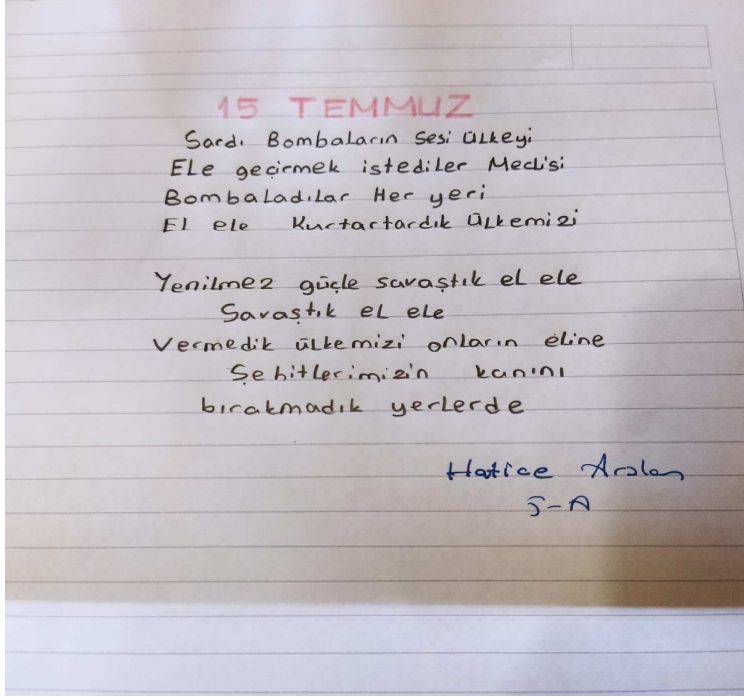 15 TEMMUZ
Sardı Bombaların Sesi ülkeyi
Ele geçirmek istediler Meclisi
Bombaladılar Her yeri
El ele Kurtartardık Ülkemizi
Yenilmez güçle savaştık el ele
Savaştık el ele
Vermedik ülkemizi onların eline
Şehitlerimizin kanını
bırakmadık yerlerde
Hatice Arslan
5-A